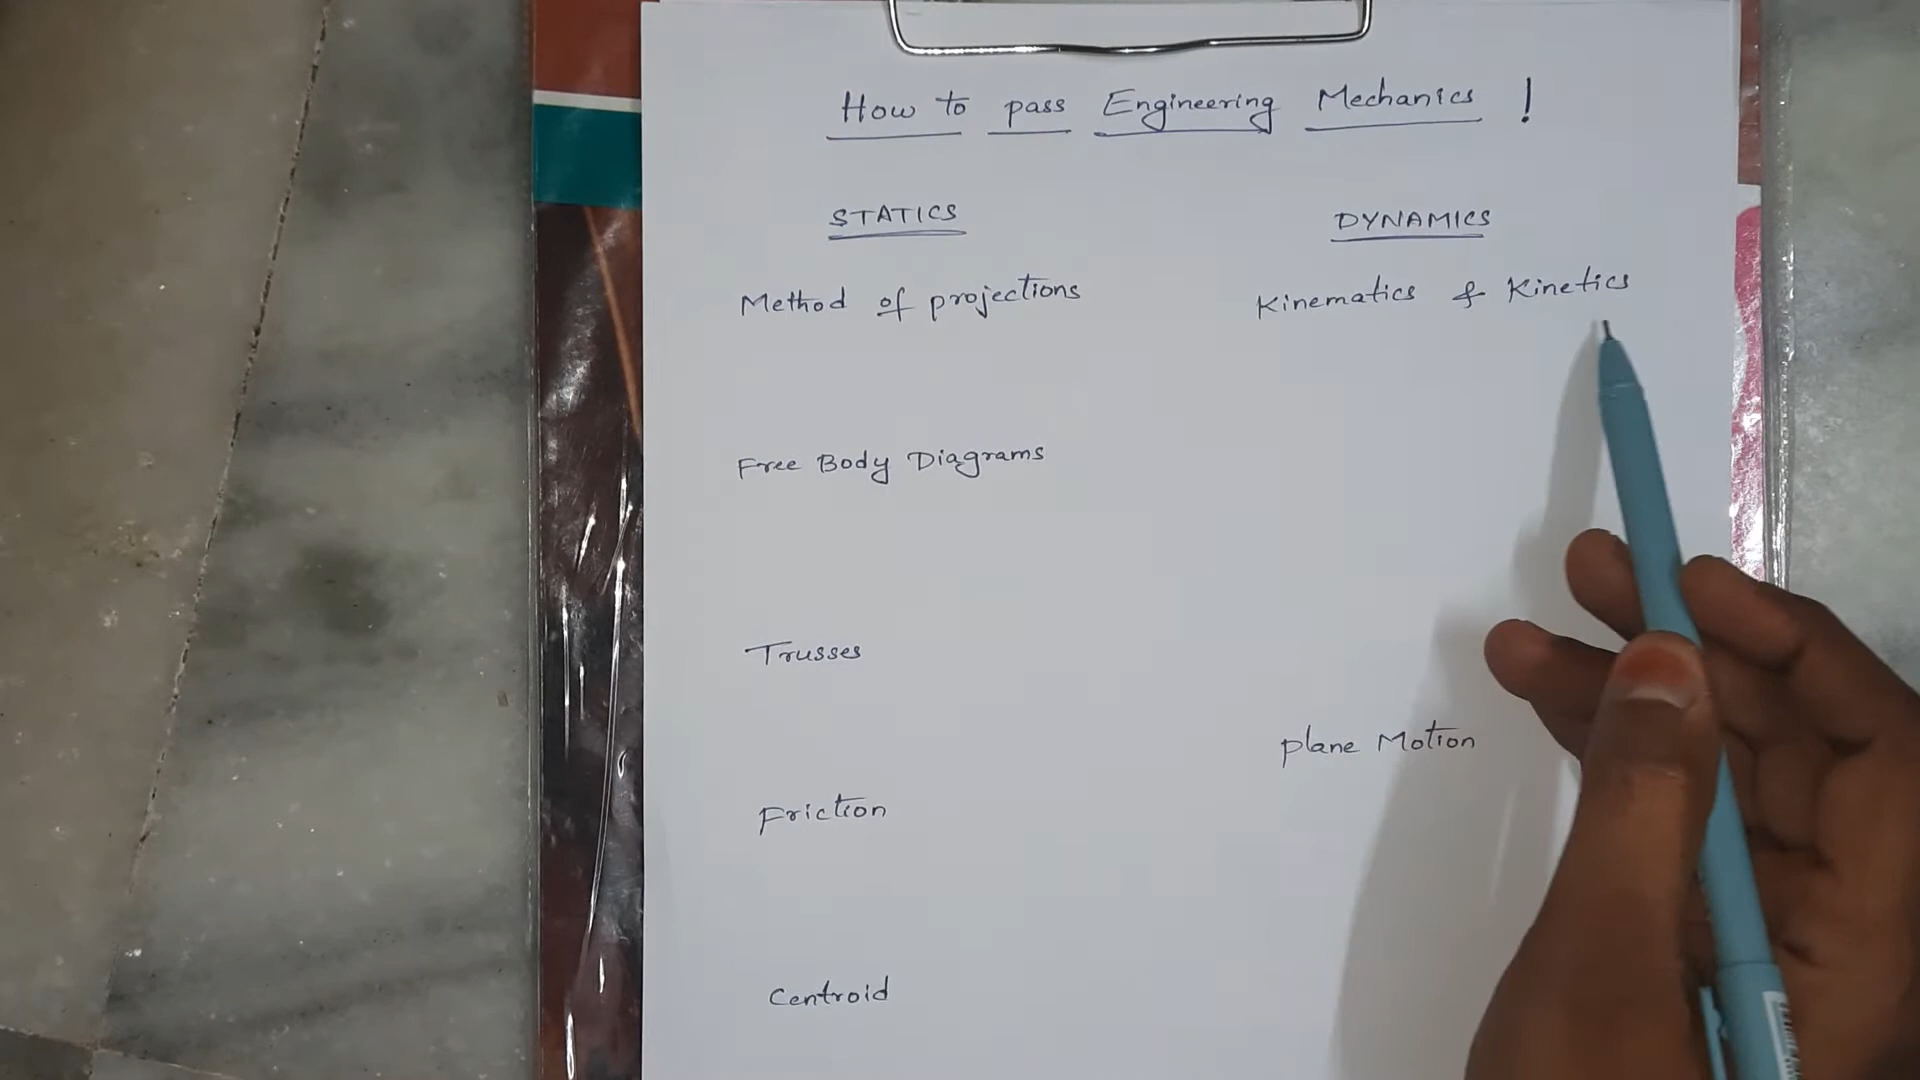 How to pass Engineering Mechanics !
STATICS
Method of projections
Free Body Diagrams
Trusses
Friction
Centroid
DYNAMICS
Kinematics & Kinetics
plane Motion